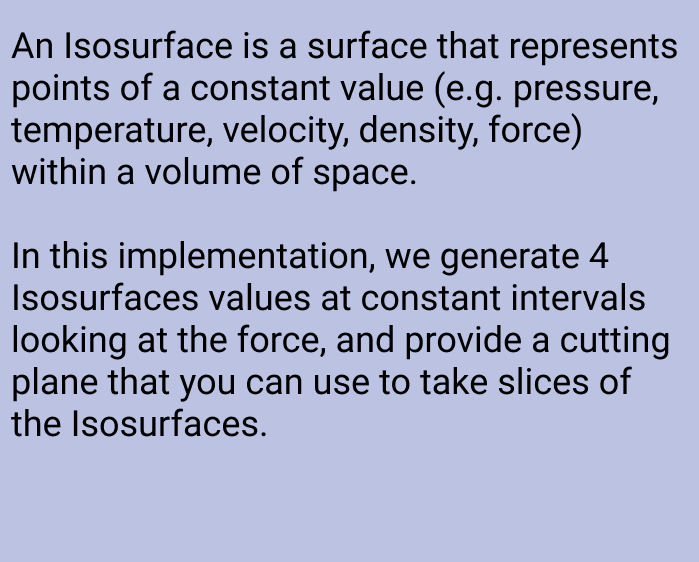 An Isosurface is a surface that represents
points of a constant value (e.g. pressure,
temperature, velocity, density, force)
within a volume of space.
In this implementation, we generate 4
Isosurfaces values at constant intervals
looking at the force, and provide a cutting
plane that you can use to take slices of
the Isosurfaces.